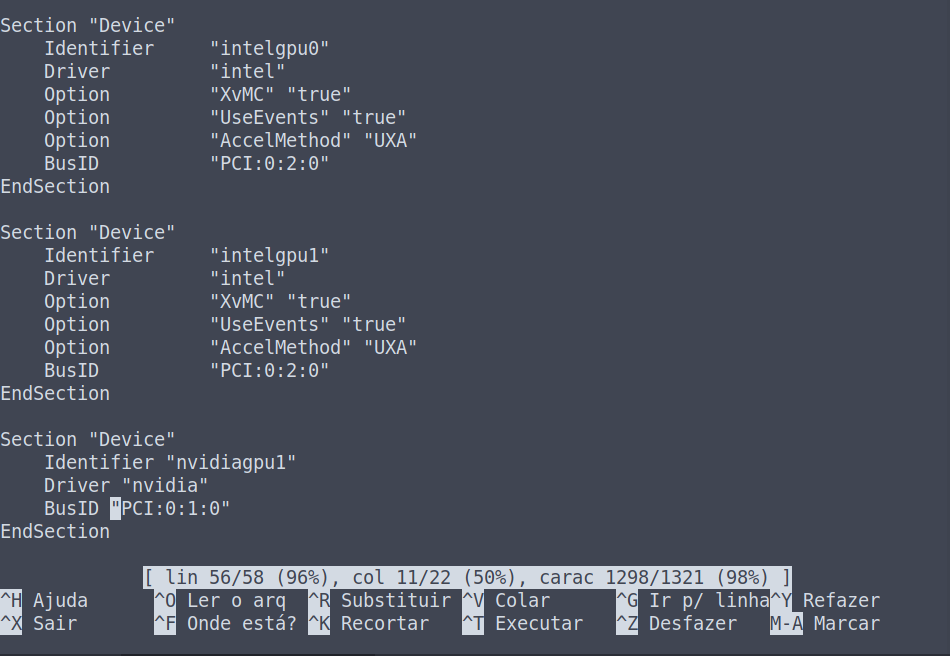 Section "Device"
    Identifier     "intelgpu0"
    Driver         "intel"
    Option         "XvMC" "true"
    Option         "UseEvents" "true"
    Option         "AccelMethod" "UXA"
    BusID          "PCI:0:2:0"
EndSection

Section "Device"
    Identifier     "intelgpu1"
    Driver         "intel"
    Option         "XvMC" "true"
    Option         "UseEvents" "true"
    Option         "AccelMethod" "UXA"
    BusID          "PCI:0:2:0"
EndSection

Section "Device"
    Identifier "nvidiagpu1"
    Driver "nvidia"
    BusID "PCI:0:1:0"
EndSection

[ lin 56/58 (96%), col 11/22 (50%), carac 1298/1321 (98%) ]
^H Ajuda      ^O Ler o arq  ^R Substituir ^V Colar      ^G Ir p/ linha^Y Refazer
^X Sair       ^F Onde está? ^K Recortar   ^T Executar   ^Z Desfazer   M-A Marcar